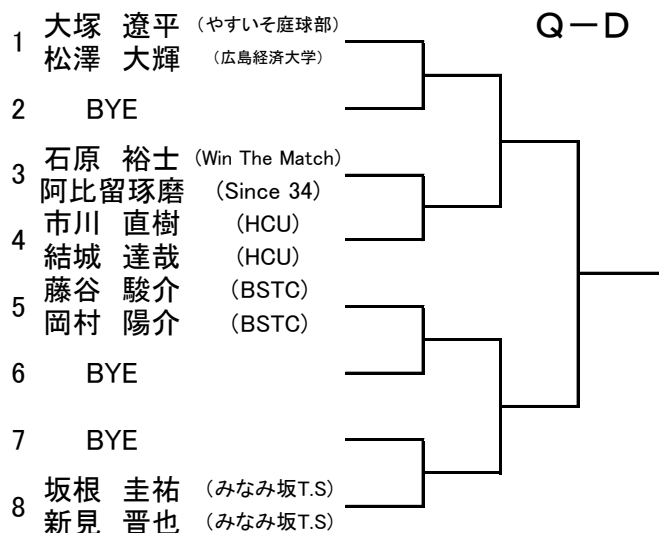 Q－D
1 大塚 遼平 (やすいそ庭球部)
松澤 大輝 (広島経済大学)
2 BYE
3 石原 裕士 (Win The Match)
阿比留琢磨 (Since 34)
4 市川 直樹 (HCU)
結城 達哉 (HCU)
5 藤谷 駿介 (BSTC)
岡村 陽介 (BSTC)
6 BYE
7 BYE
8 坂根 圭祐 (みなみ坂T.S)
新見 晋也 (みなみ坂T.S)